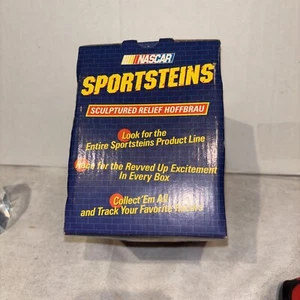 NASCAR
SPORTSTEINS
SCULPTURED RELIEF HOFFBRAU
Look for the
Entire Sportsteins Product Line
for the Revved Up Excitement
In Every Box
Collect 'Em All
and Track Your Favorite